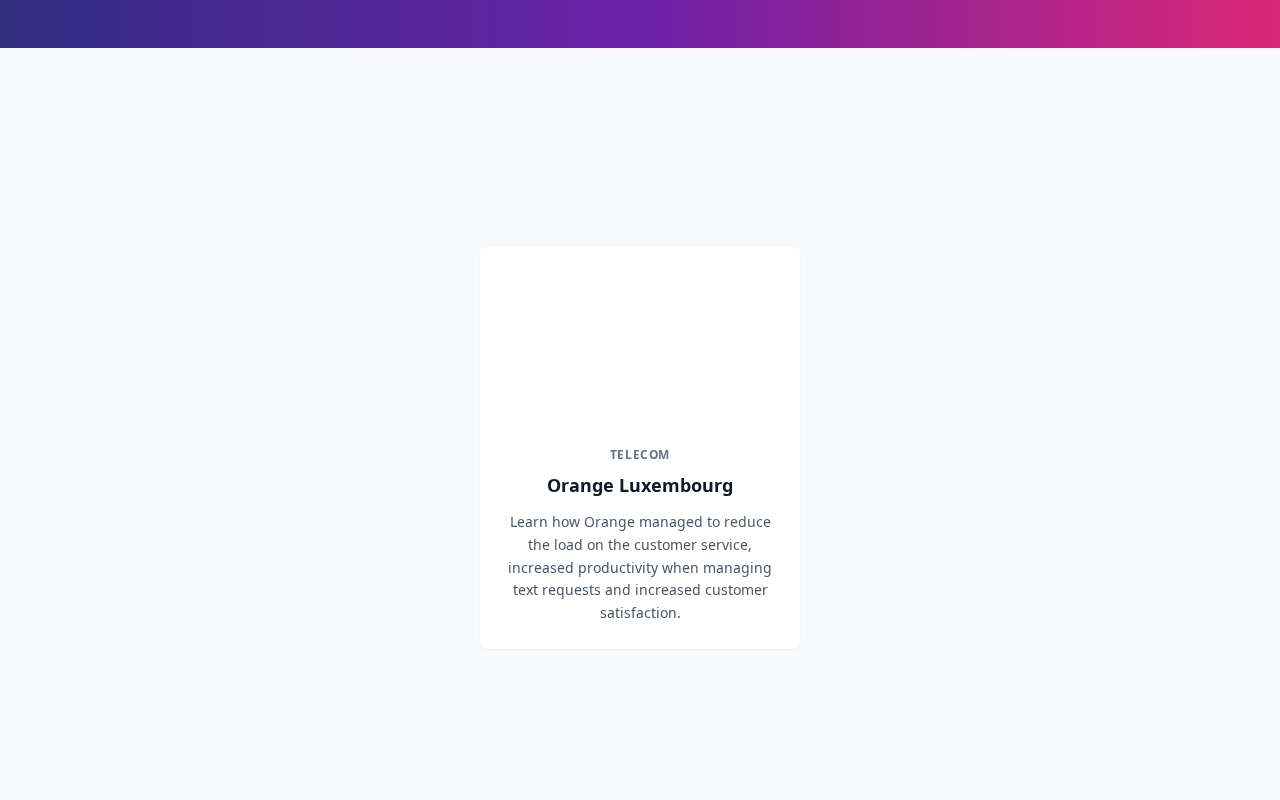 TELECOM
Orange Luxembourg
Learn how Orange managed to reduce
the load on the customer service,
increased productivity when managing
text requests and increased customer
satisfaction.